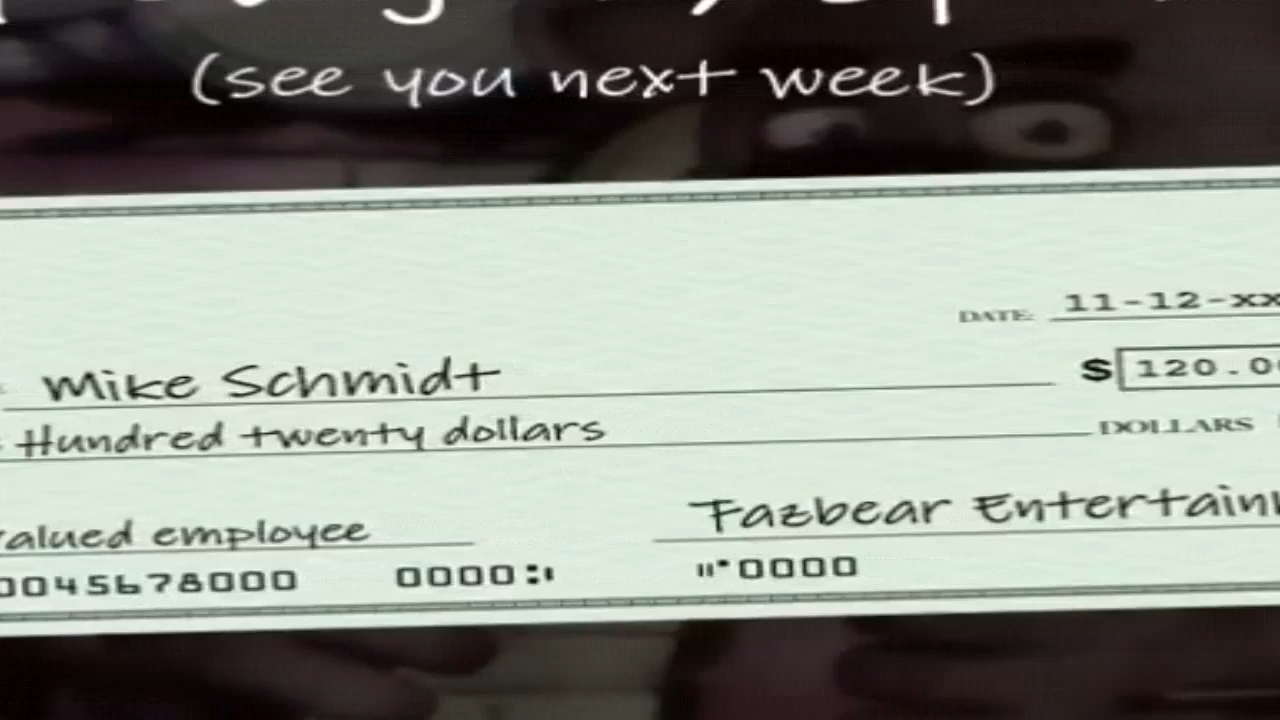 (see you next week)
DATE 11-12-xx
Mike Schmidt $ 120.0
Hundred twenty dollars DOLLARS
valued employee Fazbear Entertain
0045678000 0000 0000